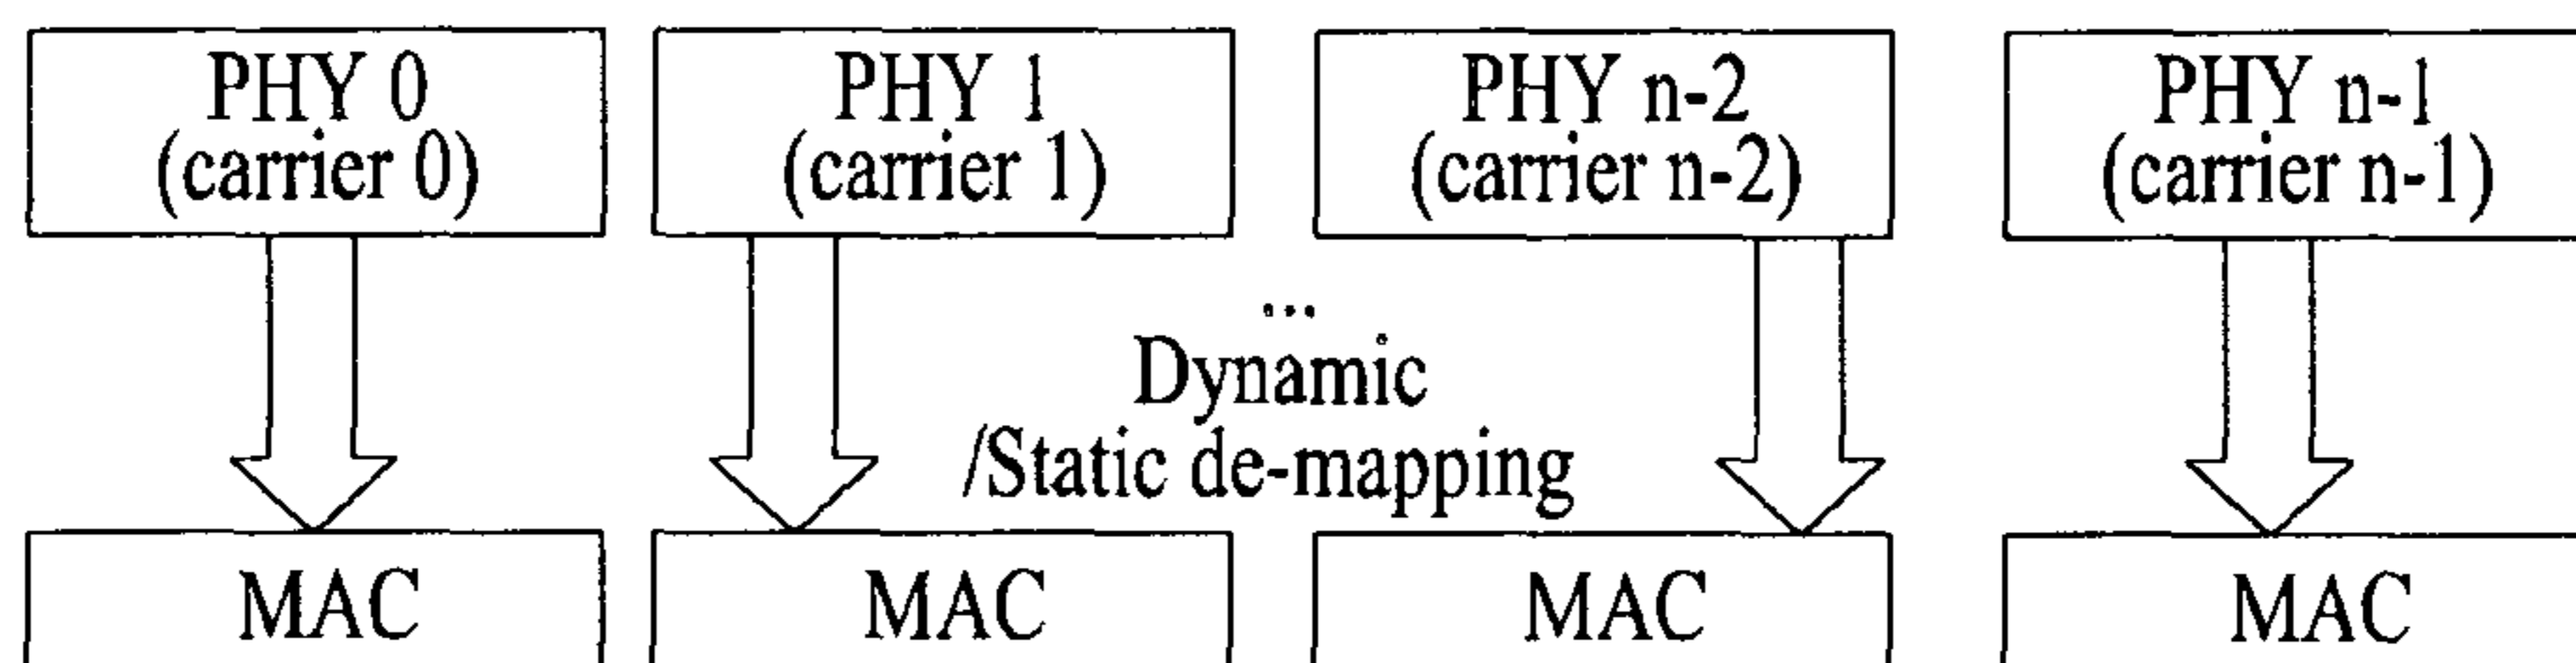 PHY 0
(carrier 0)
PHY 1
(carrier 1)
PHY n-2
(carrier n-2)
PHY n-1
(carrier n-1)
...
Dynamic
/Static de-mapping
MAC
MAC
MAC
MAC